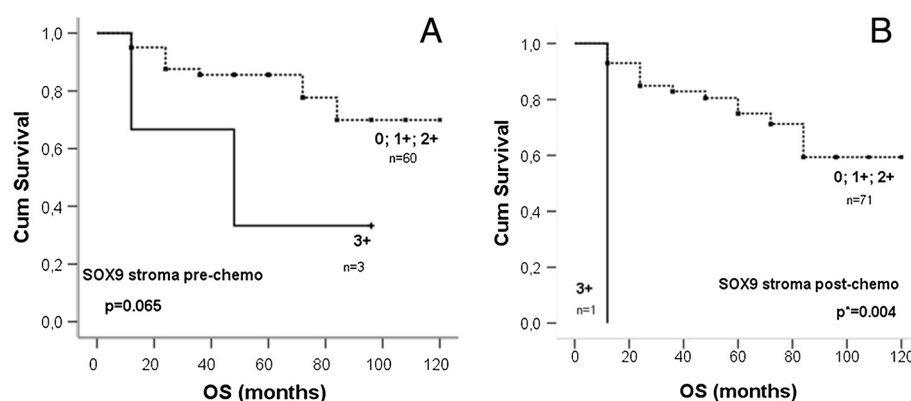 A
1,0
0,8
0,6
0,4
0,2
0,0
Cum Survival
0; 1+; 2+
n=60
3+
n=3
SOX9 stroma pre-chemo
p=0.065
0 20 40 60 80 100 120
OS (months)
B
1,0
0,8
0,6
0,4
0,2
0,0
Cum Survival
0; 1+; 2+
n=71
3+
n=1
SOX9 stroma post-chemo
p*=0.004
0 20 40 60 80 100 120
OS (months)